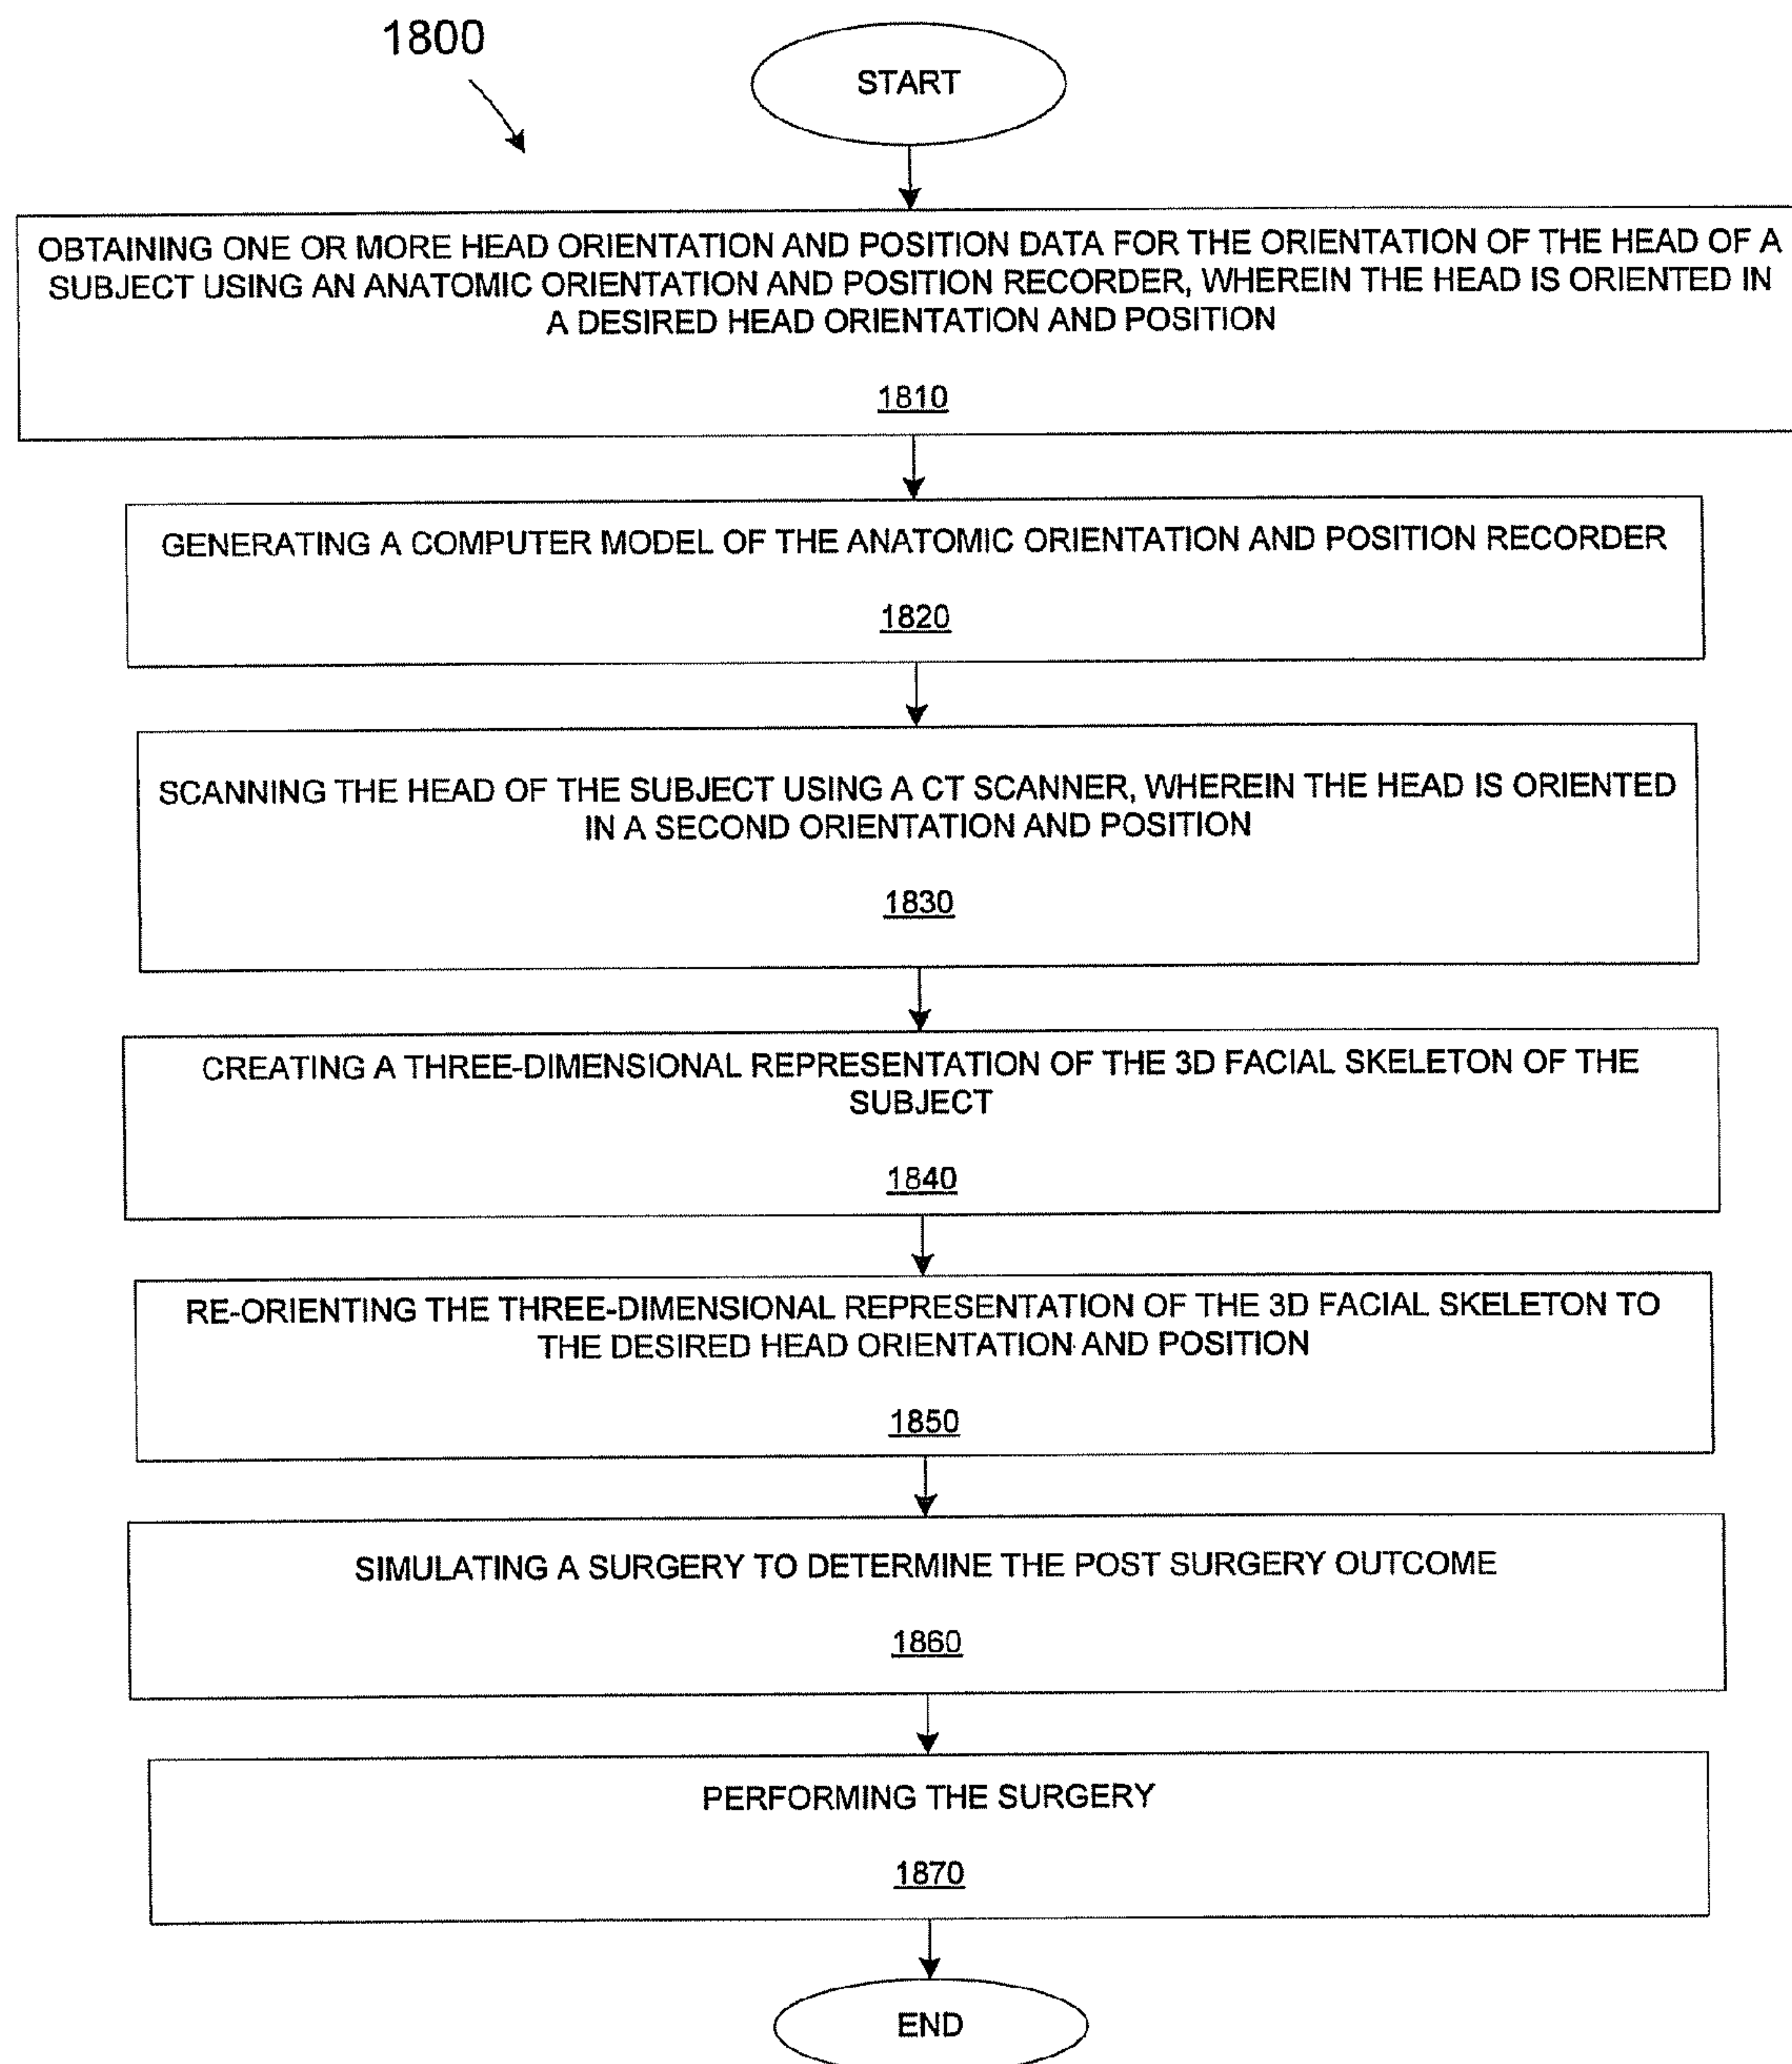 1800
START
OBTAINING ONE OR MORE HEAD ORIENTATION AND POSITION DATA FOR THE ORIENTATION OF THE HEAD OF A
SUBJECT USING AN ANATOMIC ORIENTATION AND POSITION RECORDER, WHEREIN THE HEAD IS ORIENTED IN
A DESIRED HEAD ORIENTATION AND POSITION
1810
GENERATING A COMPUTER MODEL OF THE ANATOMIC ORIENTATION AND POSITION RECORDER
1820
SCANNING THE HEAD OF THE SUBJECT USING A CT SCANNER, WHEREIN THE HEAD IS ORIENTED
IN A SECOND ORIENTATION AND POSITION
1830
CREATING A THREE-DIMENSIONAL REPRESENTATION OF THE 3D FACIAL SKELETON OF THE
SUBJECT
1840
RE-ORIENTING THE THREE-DIMENSIONAL REPRESENTATION OF THE 3D FACIAL SKELETON TO
THE DESIRED HEAD ORIENTATION AND POSITION
1850
SIMULATING A SURGERY TO DETERMINE THE POST SURGERY OUTCOME
1860
PERFORMING THE SURGERY
1870
END